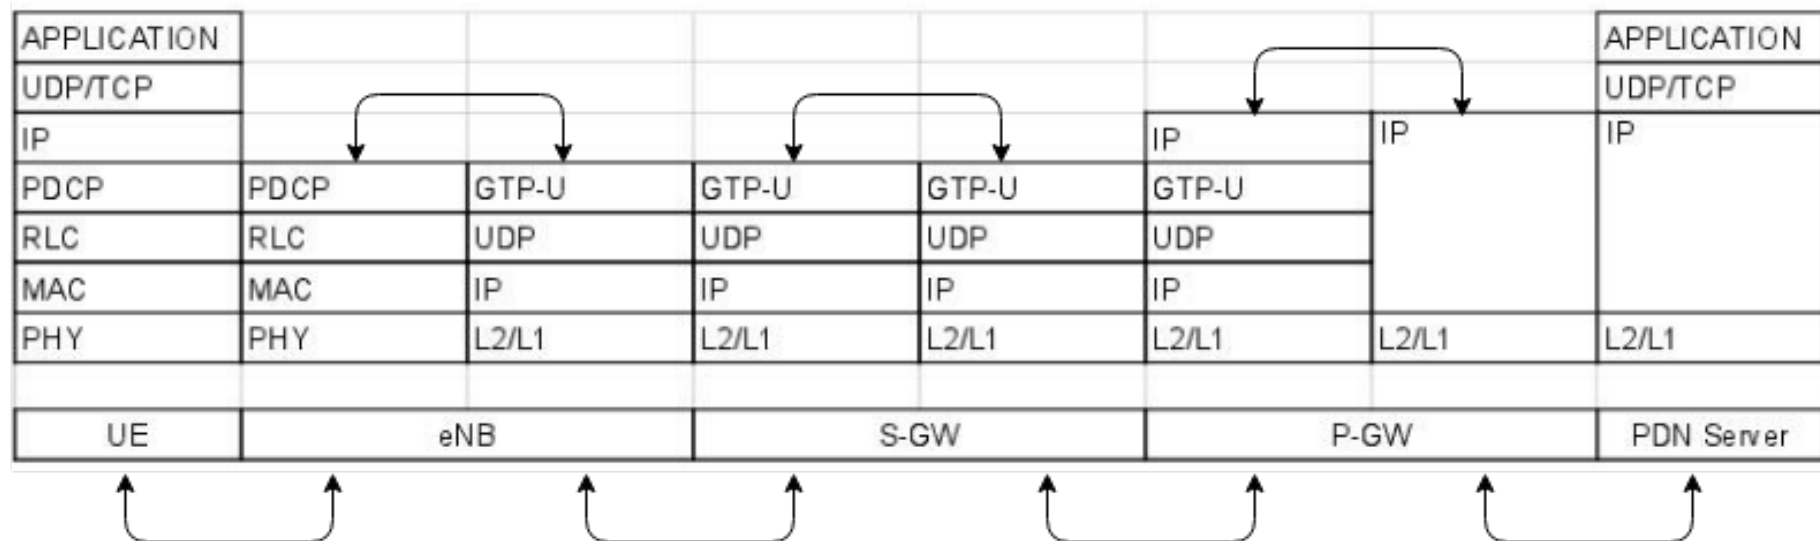 APPLICATION APPLICATION
UDP/TCP UDP/TCP
IP IP IP IP
PDCP PDCP GTP-U GTP-U GTP-U GTP-U
RLC RLC UDP UDP UDP UDP
MAC MAC IP IP IP IP
PHY PHY L2/L1 L2/L1 L2/L1 L2/L1 L2/L1 L2/L1
UE eNB S-GW P-GW PDN Server